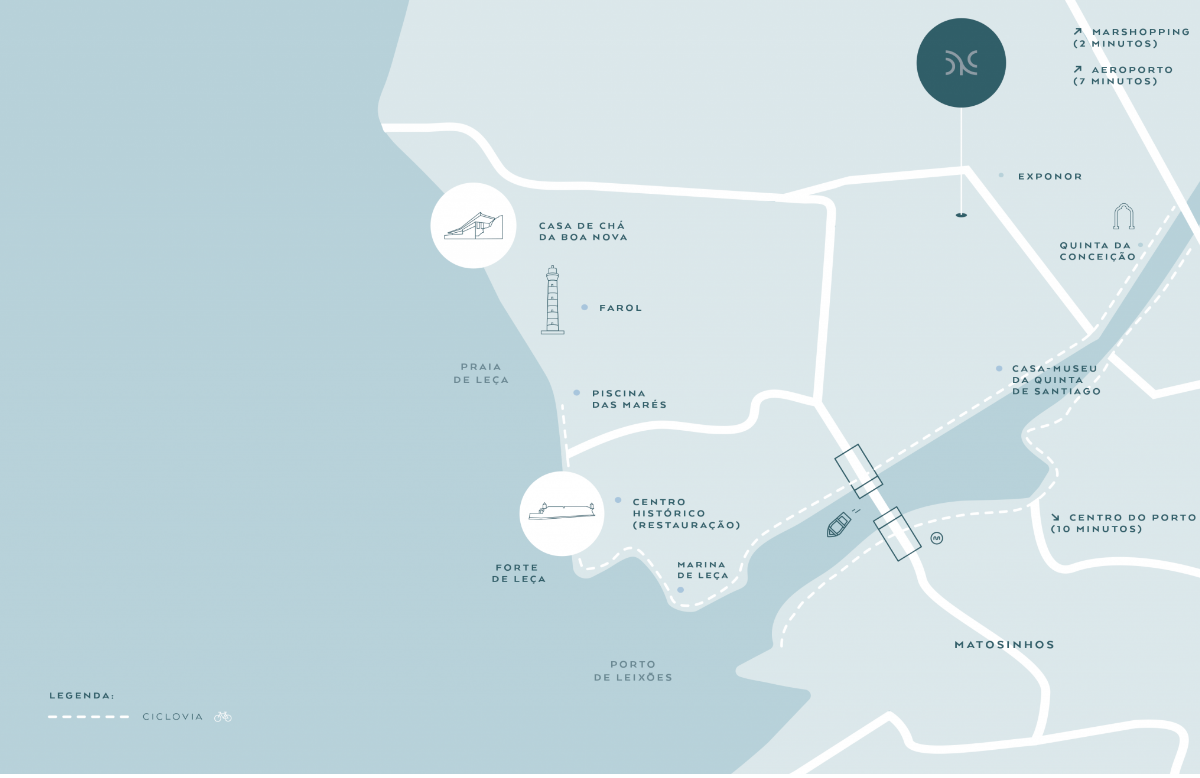 MARSHOPPING
(2 MINUTOS)
AEROPORTO
(7 MINUTOS)
EXPONOR
QUINTA DA
CONCEIÇÃO
CASA DE CHÁ
DA BOA NOVA
FAROL
PRAIA
DE LEÇA
PISCINA
DAS MARÉS
CASA-MUSEU
DA QUINTA
DE SANTIAGO
CENTRO
HISTÓRICO
(RESTAURAÇÃO)
CENTRO DO PORTO
(10 MINUTOS)
FORTE
DE LEÇA
MARINA
DE LEÇA
MATOSINHOS
PORTO
DE LEIXÕES
LEGENDA:
CICLOVIA